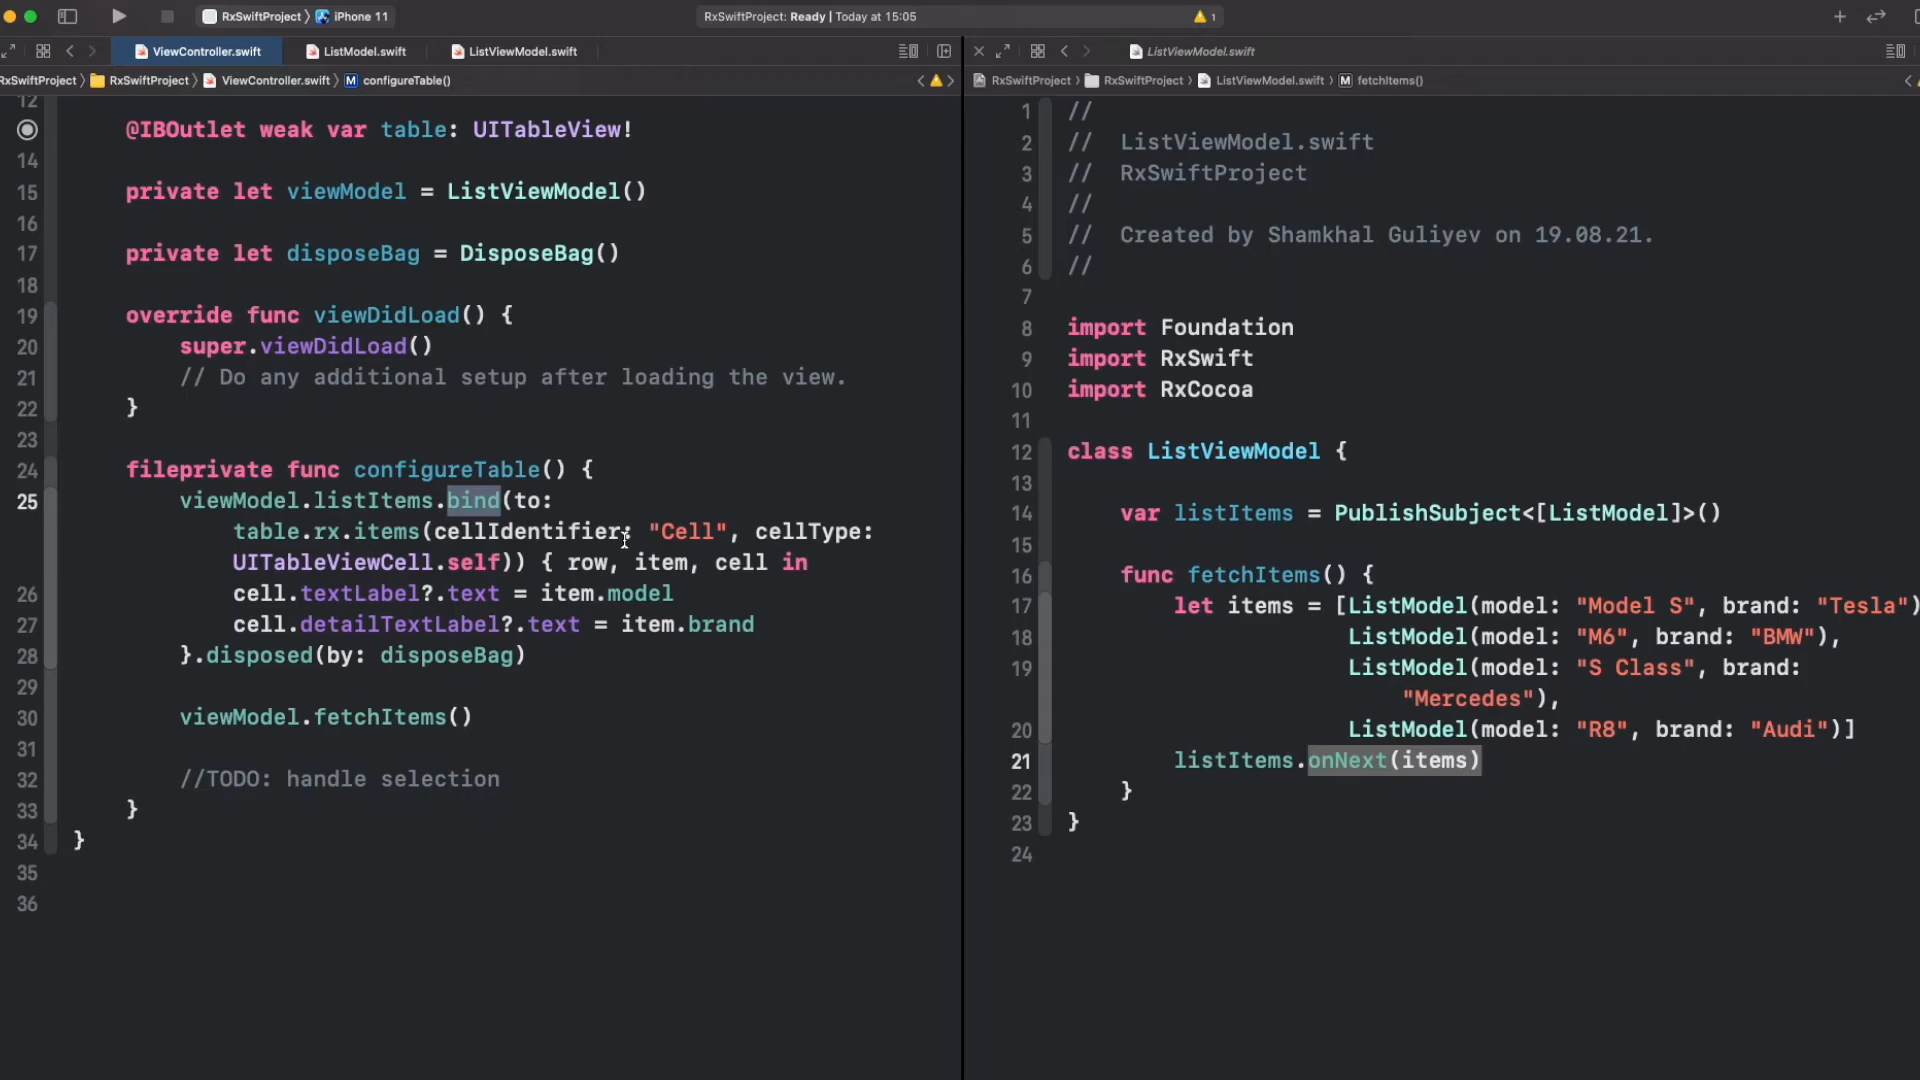 RxSwiftProject 〉 iPhone 11
RxSwiftProject: Ready | Today at 15:05
1
ViewController.swift
ListModel.swift
ListViewModel.swift
ListViewModel.swift
RxSwiftProject 〉 RxSwiftProject 〉 ViewController.swift 〉 M configureTable()
RxSwiftProject 〉 RxSwiftProject 〉 ListViewModel.swift 〉 M fetchItems()
12
@IBOutlet weak var table: UITableView!
14
15 private let viewModel = ListViewModel()
16
17 private let disposeBag = DisposeBag()
18
19 override func viewDidLoad() {
20 super.viewDidLoad()
21 // Do any additional setup after loading the view.
22 }
23
24 fileprivate func configureTable() {
25 viewModel.listItems.bind(to:
table.rx.items(cellIdentifier: "Cell", cellType:
UITableViewCell.self)) { row, item, cell in
26 cell.textLabel?.text = item.model
27 cell.detailTextLabel?.text = item.brand
28 }.disposed(by: disposeBag)
29
30 viewModel.fetchItems()
31
32 //TODO: handle selection
33 }
34 }
35
36
1 //
2 //  ListViewModel.swift
3 //  RxSwiftProject
4 //
5 //  Created by Shamkhal Guliyev on 19.08.21.
6 //
7
8 import Foundation
9 import RxSwift
10 import RxCocoa
11
12 class ListViewModel {
13
14 var listItems = PublishSubject<[ListModel]>()
15
16 func fetchItems() {
17 let items = [ListModel(model: "Model S", brand: "Tesla")
18 ListModel(model: "M6", brand: "BMW"),
19 ListModel(model: "S Class", brand:
"Mercedes"),
20 ListModel(model: "R8", brand: "Audi")]
21 listItems.onNext(items)
22 }
23 }
24